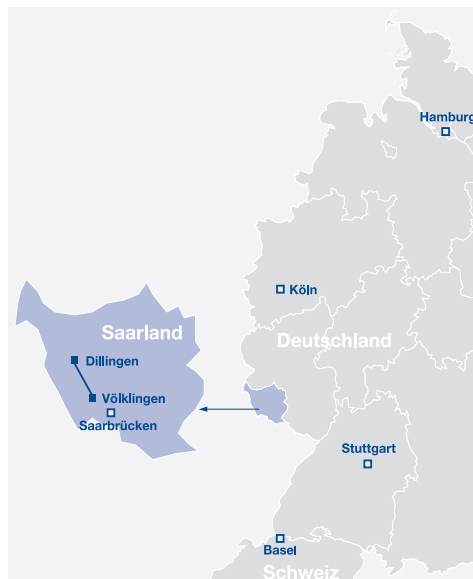 Hamburg
Köln
Saarland
Deutschland
Dillingen
Völklingen
Saarbrücken
Stuttgart
Basel
Schweiz